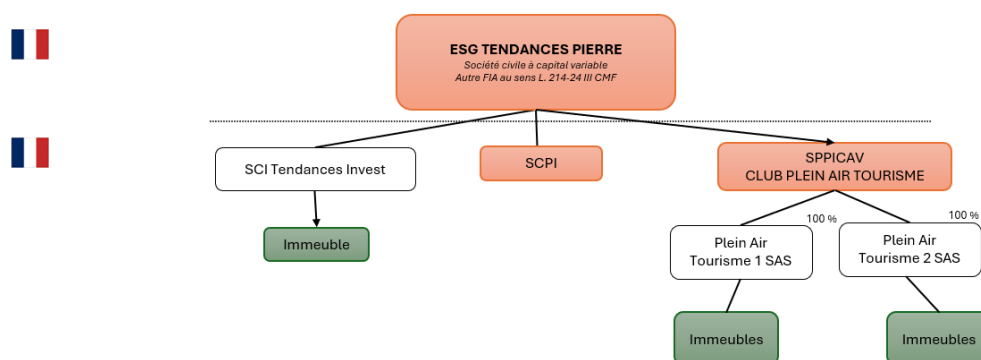 ESG TENDANCES PIERRE
Société civile à capital variable
Autre FIA au sens L. 214-24 III CMF
SCI Tendances Invest
SCPI
SPPICAV
CLUB PLEIN AIR TOURISME
Immeuble
100 %
100 %
Plein Air
Tourisme 1 SAS
Plein Air
Tourisme 2 SAS
Immeubles
Immeubles